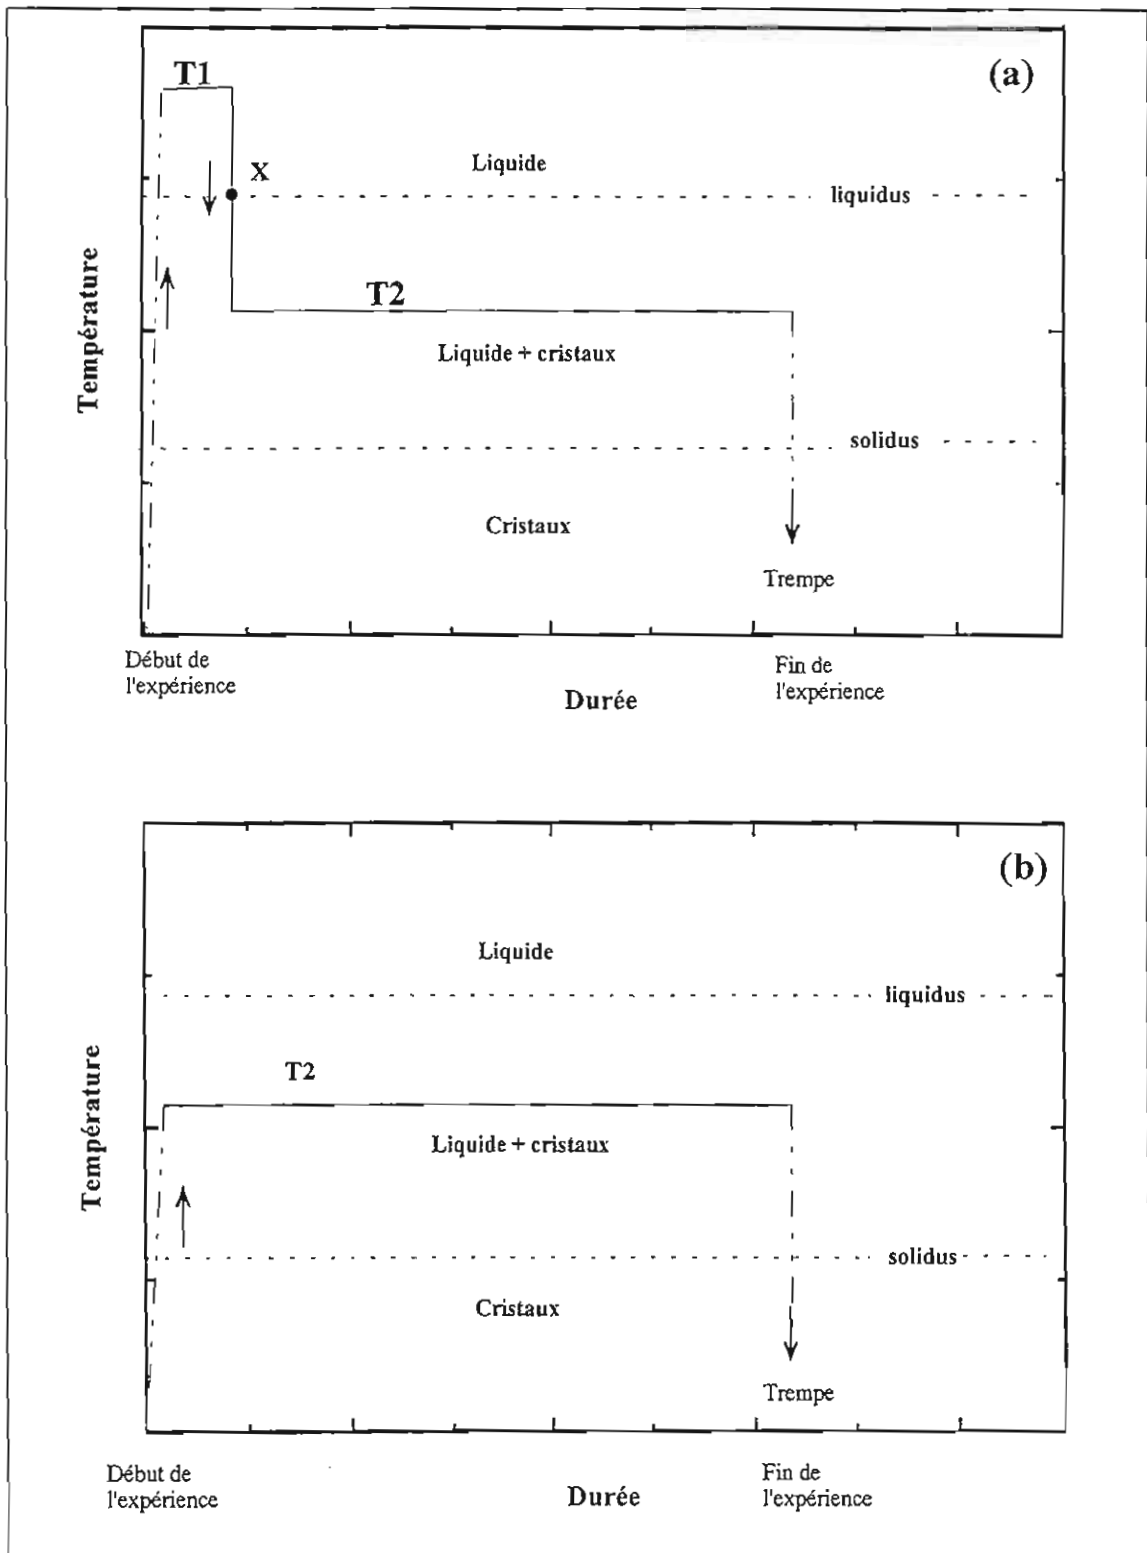 (a)
T1
X
Liquide
liquidus
Température
T2
Liquide + cristaux
solidus
Cristaux
Trempe
Début de
l'expérience
Fin de
l'expérience
Durée
(b)
Liquide
liquidus
T2
Température
Liquide + cristaux
solidus
Cristaux
Trempe
Début de
l'expérience
Fin de
l'expérience
Durée